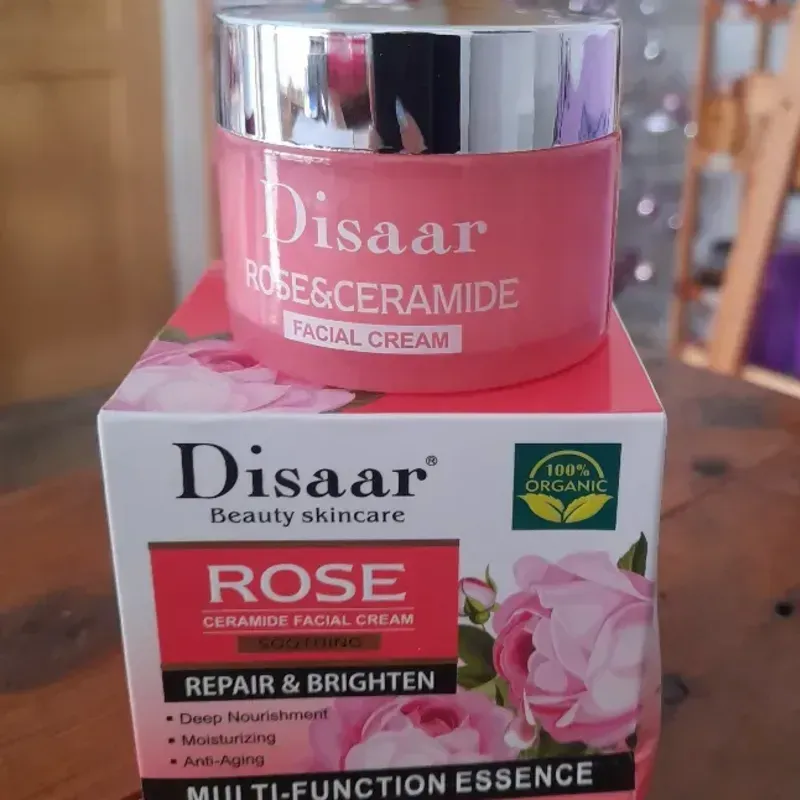 Disaar
ROSE&CERAMIDE
FACIAL CREAM
Disaar®
Beauty skincare
100%
ORGANIC
ROSE
CERAMIDE FACIAL CREAM
SOOTHING
REPAIR & BRIGHTEN
• Deep Nourishment
• Moisturizing
• Anti-Aging
MULTI-FUNCTION ESSENCE